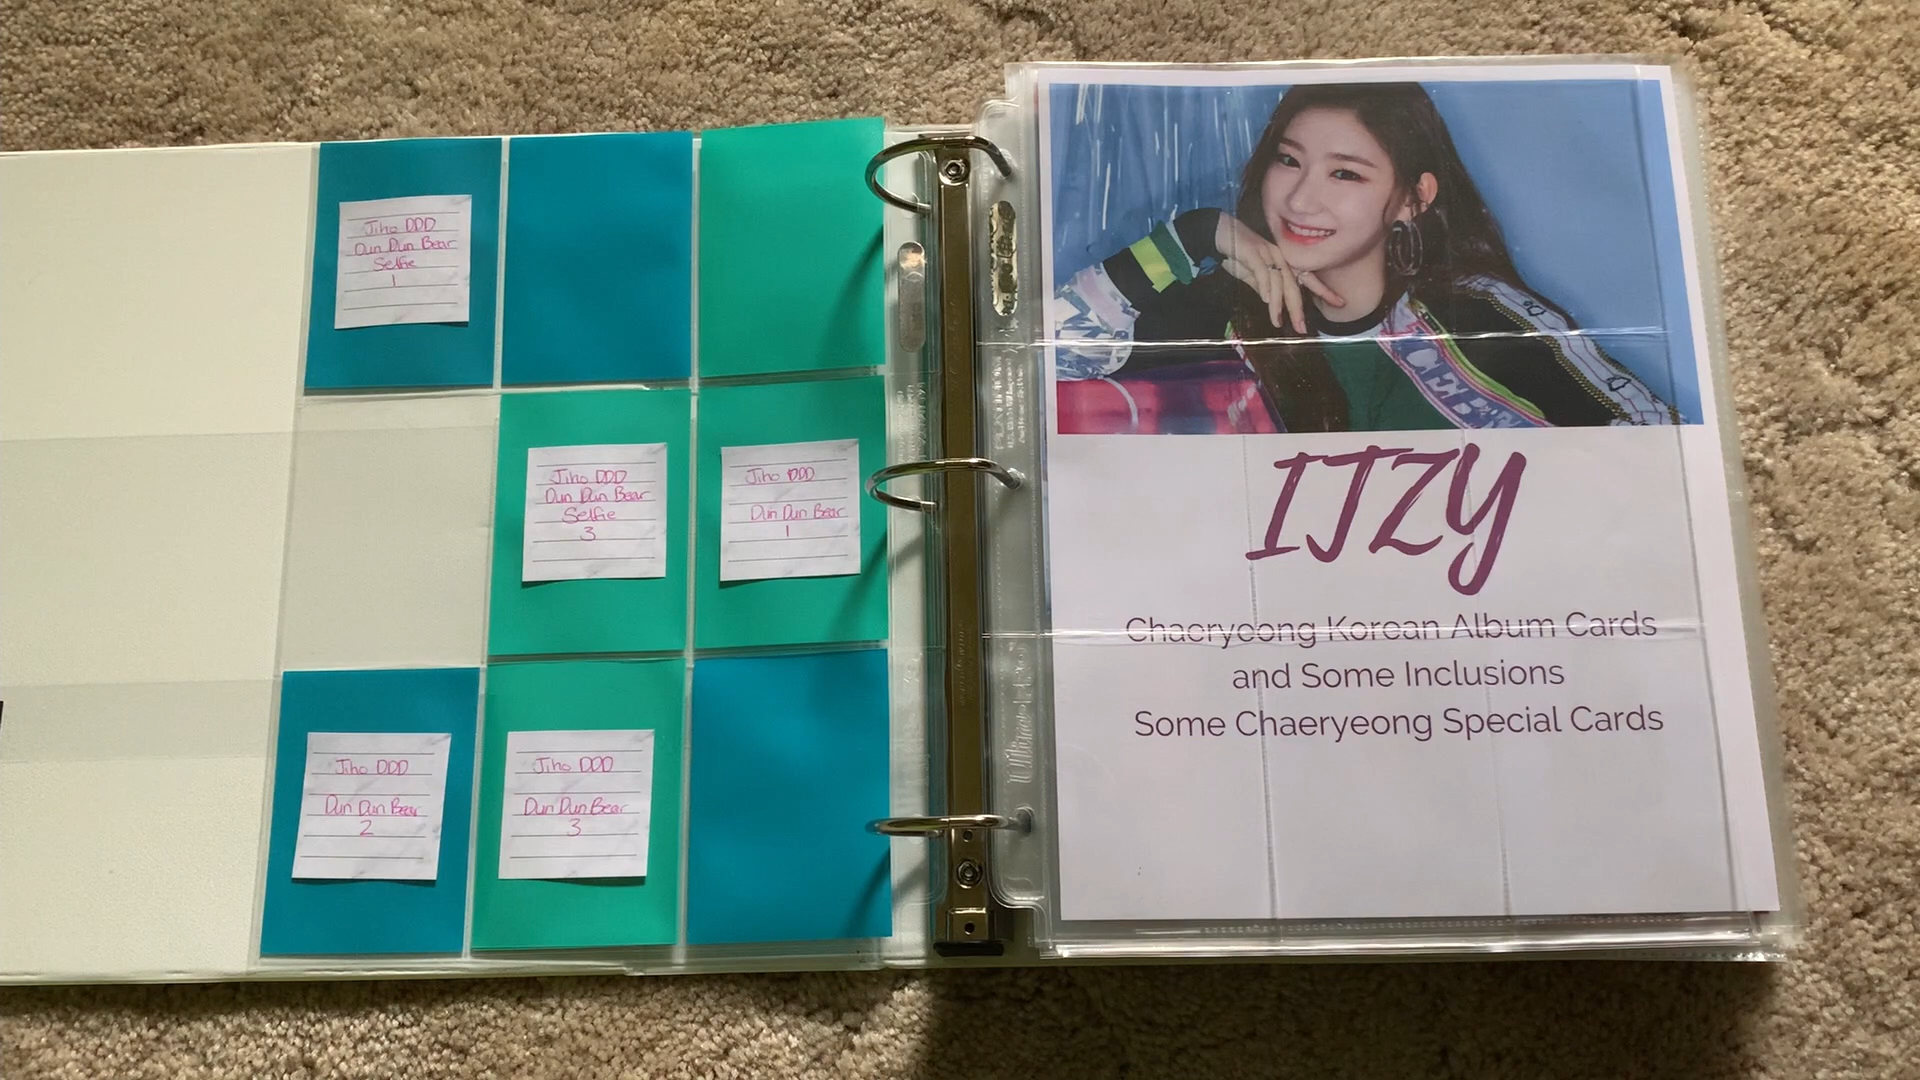 Jiho DDD
Dun Dun Bear
Selfie
1
Jiho DDD
Dun Dun Bear
Selfie
3
Jiho DDD
Dun Dun Bear
1
Jiho DDD
Dun Dun Bear
2
Jiho DDD
Dun Dun Bear
3
ITZY
Chaeryeong Korean Album Cards
and Some Inclusions
Some Chaeryeong Special Cards